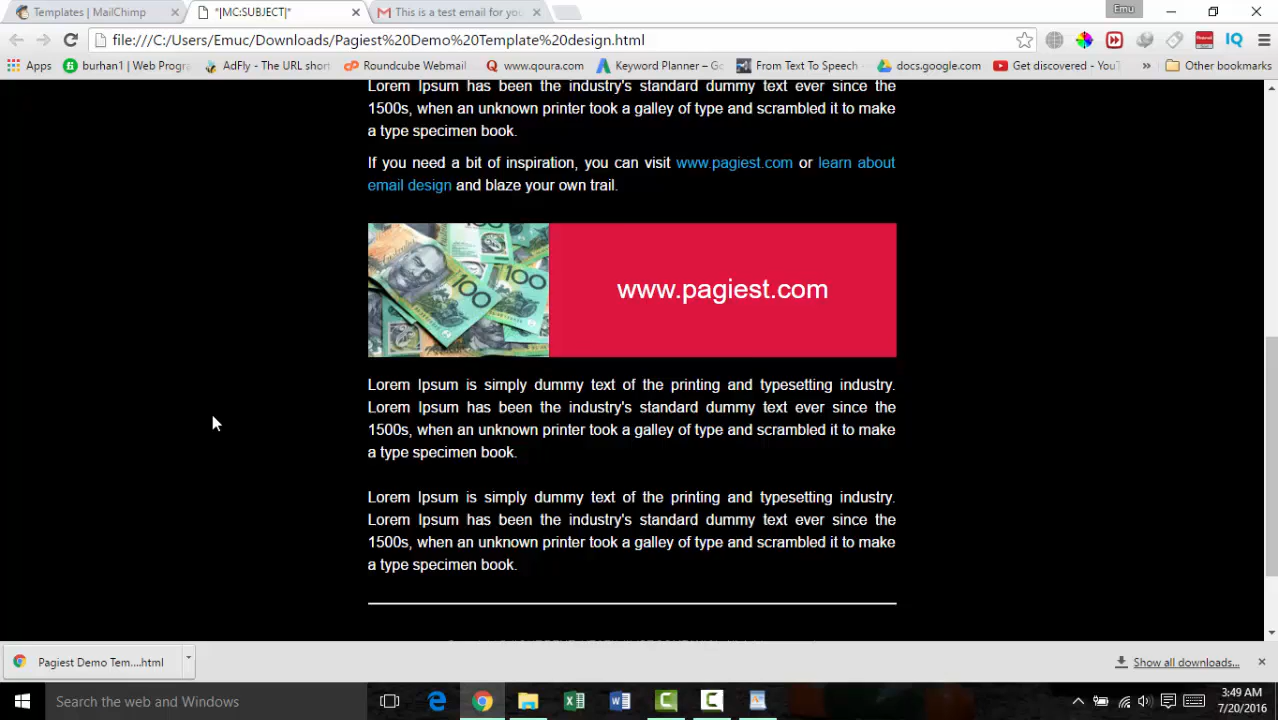 Templates | MailChimp
*|MC:SUBJECT|*
This is a test email for you
Emu
file:///C:/Users/Emuc/Downloads/Pagiest%20Demo%20Template%20design.html
Apps
burhan1 | Web Progra
AdFly - The URL short
Roundcube Webmail
www.qoura.com
Keyword Planner – Go
From Text To Speech
docs.google.com
Get discovered - YouT
»
Other bookmarks
Lorem Ipsum has been the industry's standard dummy text ever since the
1500s, when an unknown printer took a galley of type and scrambled it to make
a type specimen book.
If you need a bit of inspiration, you can visit www.pagiest.com or learn about
email design and blaze your own trail.
100
100
100
www.pagiest.com
Lorem Ipsum is simply dummy text of the printing and typesetting industry.
Lorem Ipsum has been the industry's standard dummy text ever since the
1500s, when an unknown printer took a galley of type and scrambled it to make
a type specimen book.
Lorem Ipsum is simply dummy text of the printing and typesetting industry.
Lorem Ipsum has been the industry's standard dummy text ever since the
1500s, when an unknown printer took a galley of type and scrambled it to make
a type specimen book.
Pagiest Demo Tem....html
Show all downloads...
Search the web and Windows
3:49 AM
7/20/2016